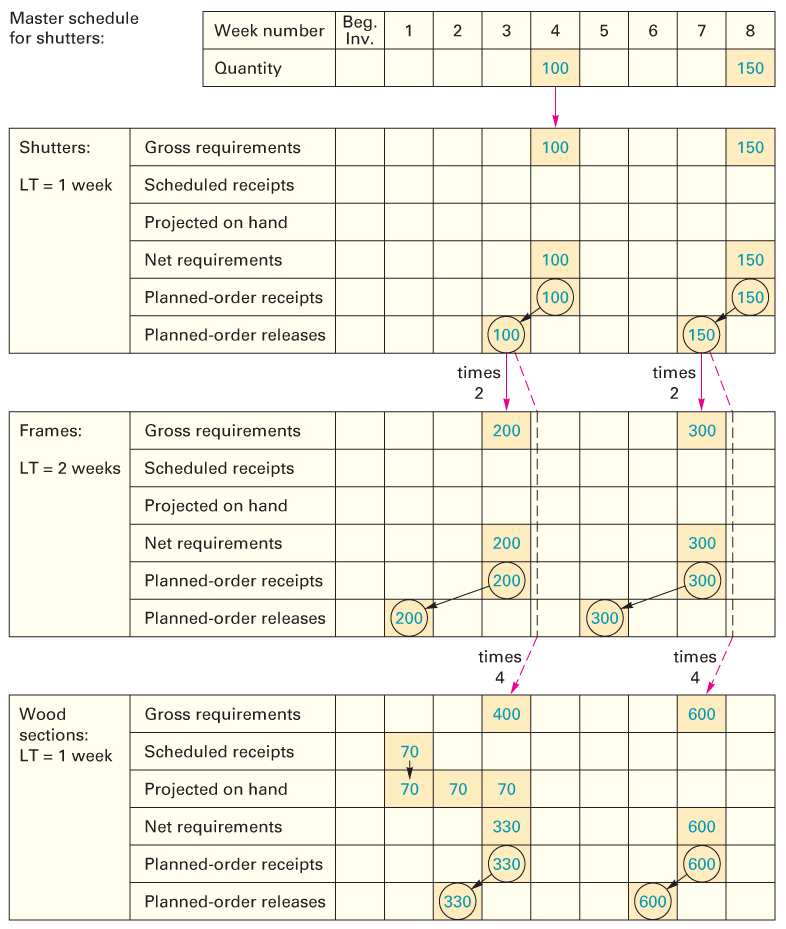 Master schedule
for shutters:
Week number Beg. Inv. 1 2 3 4 5 6 7 8
Quantity 100 150
Shutters:
LT = 1 week
Gross requirements 100 150
Scheduled receipts
Projected on hand
Net requirements 100 150
Planned-order receipts 100 150
Planned-order releases 100 150
times
2
times
2
Frames:
LT = 2 weeks
Gross requirements 200 300
Scheduled receipts
Projected on hand
Net requirements 200 300
Planned-order receipts 200 300
Planned-order releases 200 300
times
4
times
4
Wood
sections:
LT = 1 week
Gross requirements 400 600
Scheduled receipts 70
Projected on hand 70 70 70
Net requirements 330 600
Planned-order receipts 330 600
Planned-order releases 330 600